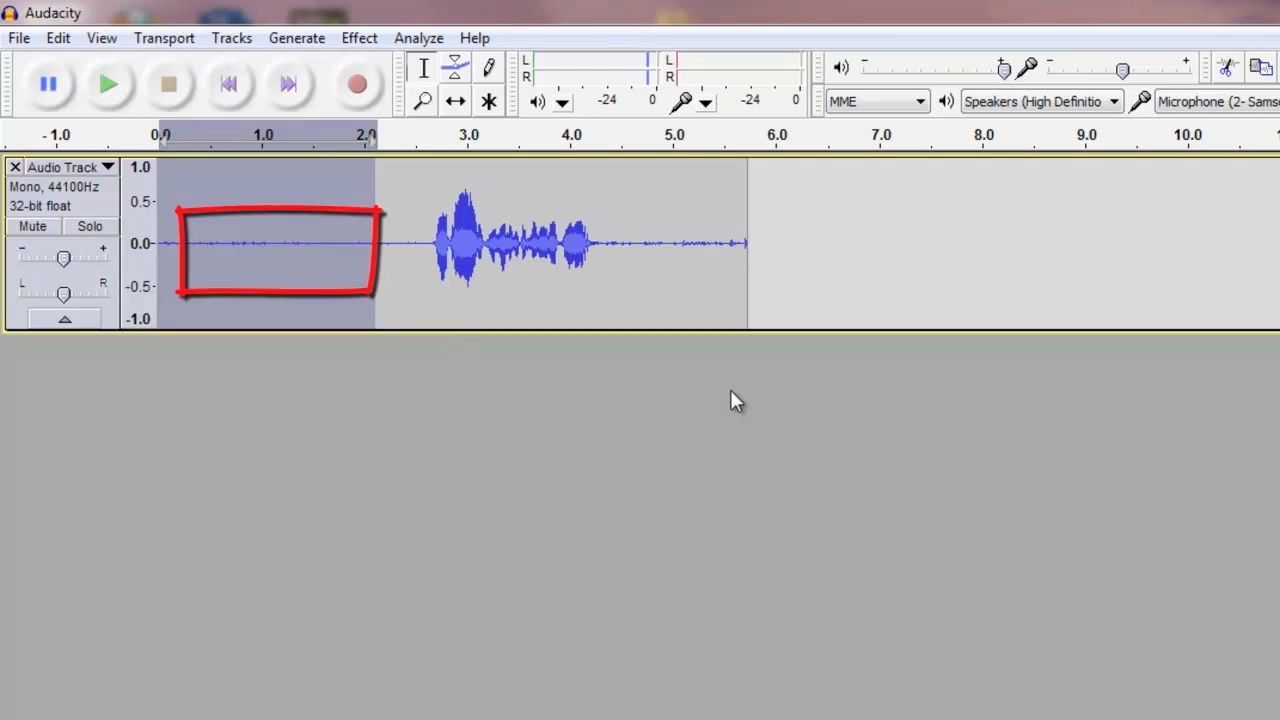 Audacity
File Edit View Transport Tracks Generate Effect Analyze Help
L L
R R
-24 0 -24 0
- + - +
MME Speakers (High Definitio Microphone (2- Sams
-1.0 0.0 1.0 2.0 3.0 4.0 5.0 6.0 7.0 8.0 9.0 10.0
X Audio Track 1.0
Mono, 44100Hz
32-bit float 0.5
Mute Solo
- + 0.0
L R -0.5
-1.0